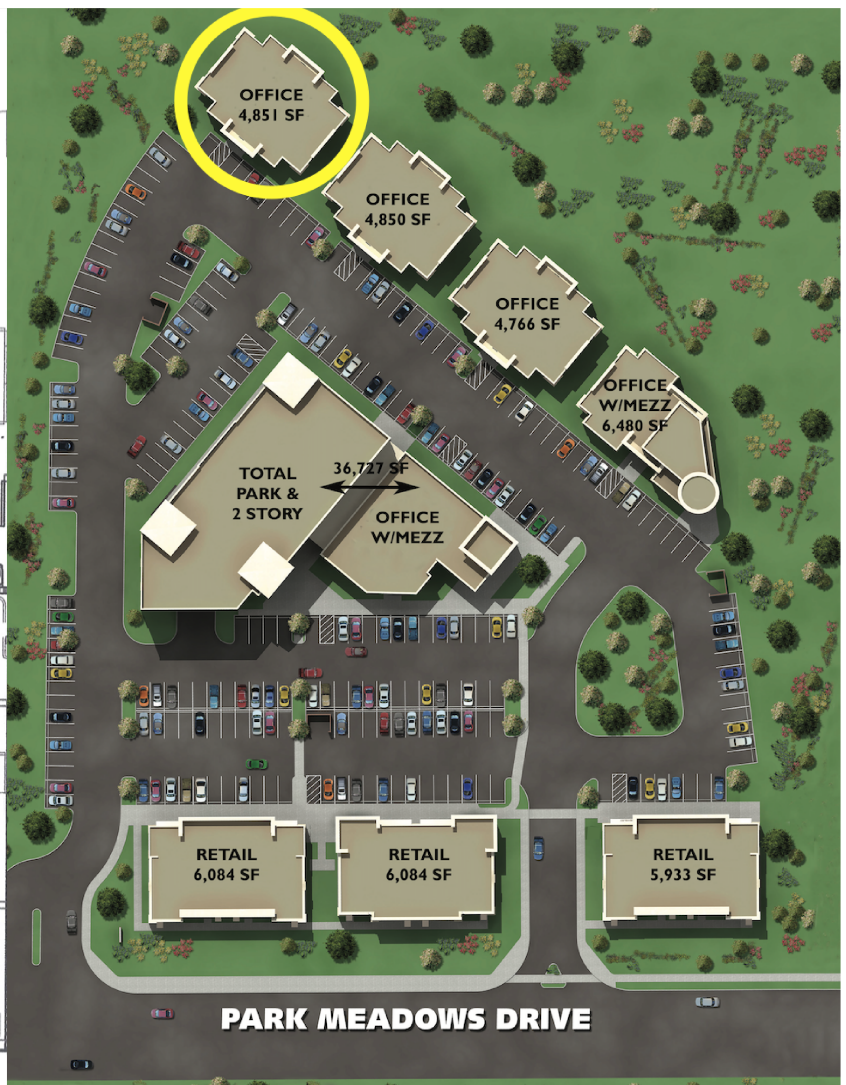 OFFICE
4,851 SF
OFFICE
4,850 SF
OFFICE
4,766 SF
OFFICE
W/MEZZ
6,480 SF
36,727 SF
TOTAL
PARK &
2 STORY
OFFICE
W/MEZZ
RETAIL
6,084 SF
RETAIL
6,084 SF
RETAIL
5,933 SF
PARK MEADOWS DRIVE